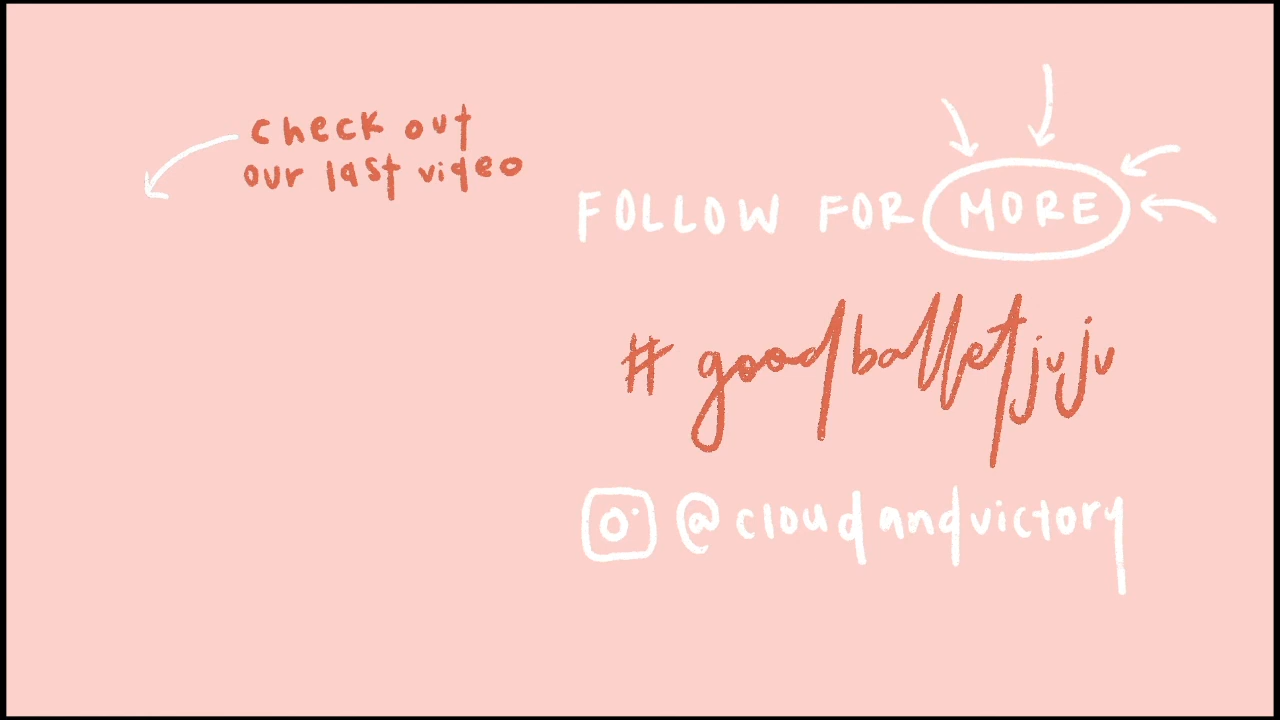 check out
our last video
FOLLOW FOR MORE
# goodballetjuju
@cloudandvictory